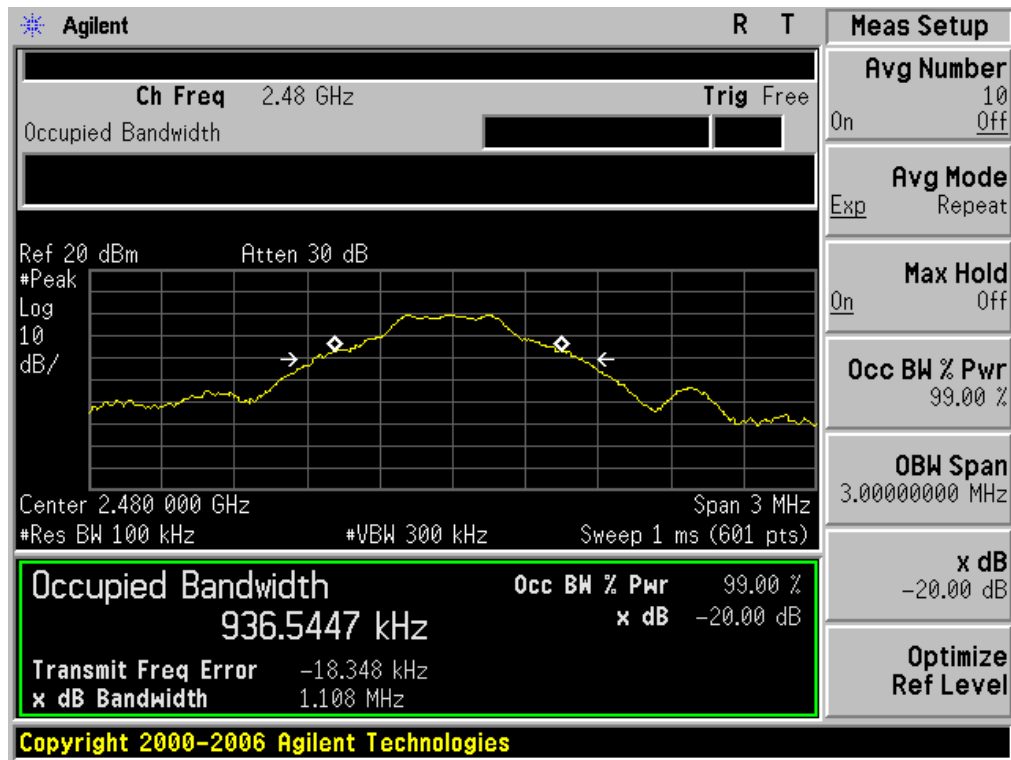 Agilent R T
Ch Freq 2.48 GHz Trig Free
Occupied Bandwidth
Ref 20 dBm Atten 30 dB
#Peak
Log
10
dB/
Center 2.480 000 GHz Span 3 MHz
#Res BW 100 kHz #VBW 300 kHz Sweep 1 ms (601 pts)
Occupied Bandwidth Occ BW % Pwr 99.00 %
936.5447 kHz x dB -20.00 dB
Transmit Freq Error -18.348 kHz
x dB Bandwidth 1.108 MHz
Copyright 2000-2006 Agilent Technologies
Meas Setup
Avg Number
10
On Off
Avg Mode
Exp Repeat
Max Hold
On Off
Occ BW % Pwr
99.00 %
OBW Span
3.00000000 MHz
x dB
-20.00 dB
Optimize
Ref Level